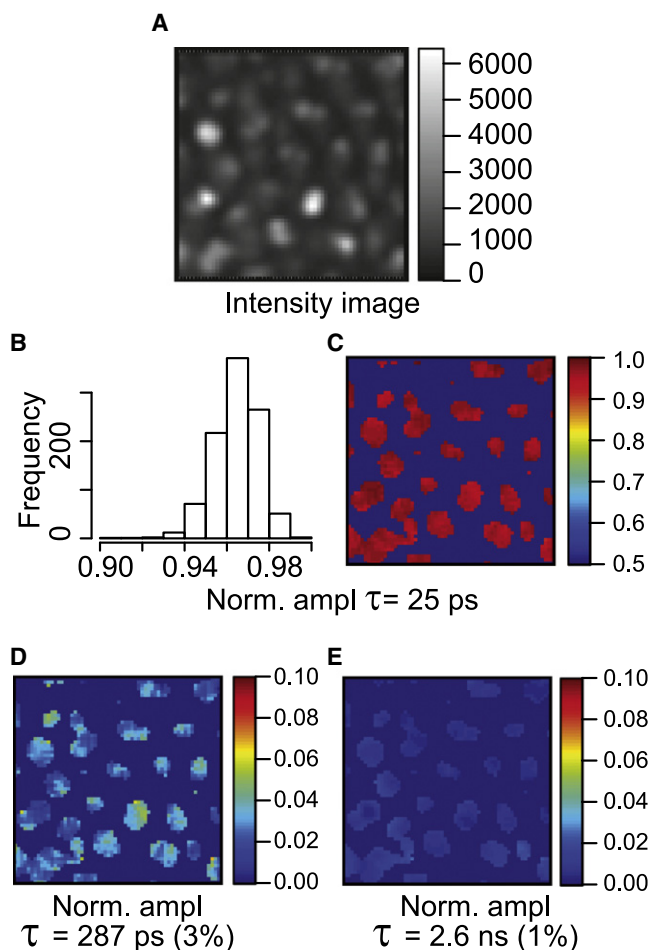 A
6000
5000
4000
3000
2000
1000
0
Intensity image
B
Frequency
200
0
0.90 0.94 0.98
C
1.0
0.9
0.8
0.7
0.6
0.5
Norm. ampl τ = 25 ps
D
0.10
0.08
0.06
0.04
0.02
0.00
Norm. ampl
τ = 287 ps (3%)
E
0.10
0.08
0.06
0.04
0.02
0.00
Norm. ampl
τ = 2.6 ns (1%)